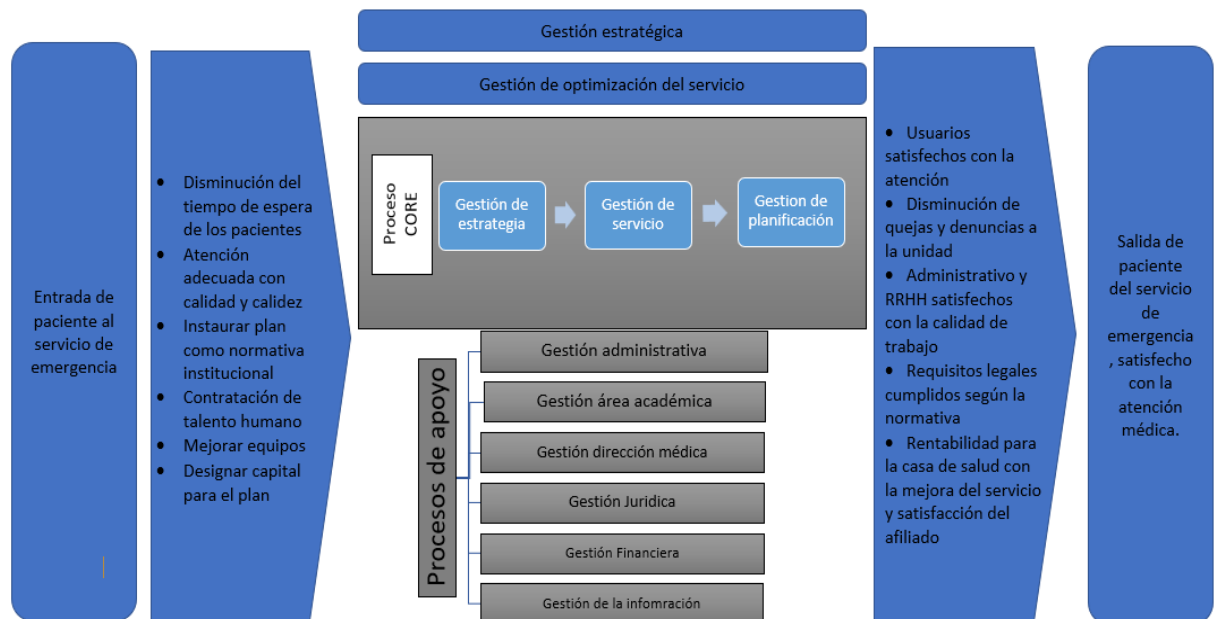 Entrada de
paciente al
servicio de
emergencia
• Disminución del
tiempo de espera
de los pacientes
• Atención
adecuada con
calidad y calidez
• Instaurar plan
como normativa
institucional
• Contratación de
talento humano
• Mejorar equipos
• Designar capital
para el plan
Gestión estratégica
Gestión de optimización del servicio
Proceso
CORE
Gestión de
estrategia
Gestión de
servicio
Gestion de
planificación
Procesos de apoyo
Gestión administrativa
Gestión área académica
Gestión dirección médica
Gestión Juridica
Gestión Financiera
Gestión de la infomración
• Usuarios
satisfechos con la
atención
• Disminución de
quejas y denuncias a
la unidad
• Administrativo y
RRHH satisfechos
con la calidad de
trabajo
• Requisitos legales
cumplidos según la
normativa
• Rentabilidad para
la casa de salud con
la mejora del servicio
y satisfacción del
afiliado
Salida de
paciente
del servicio
de
emergencia
, satisfecho
con la
atención
médica.